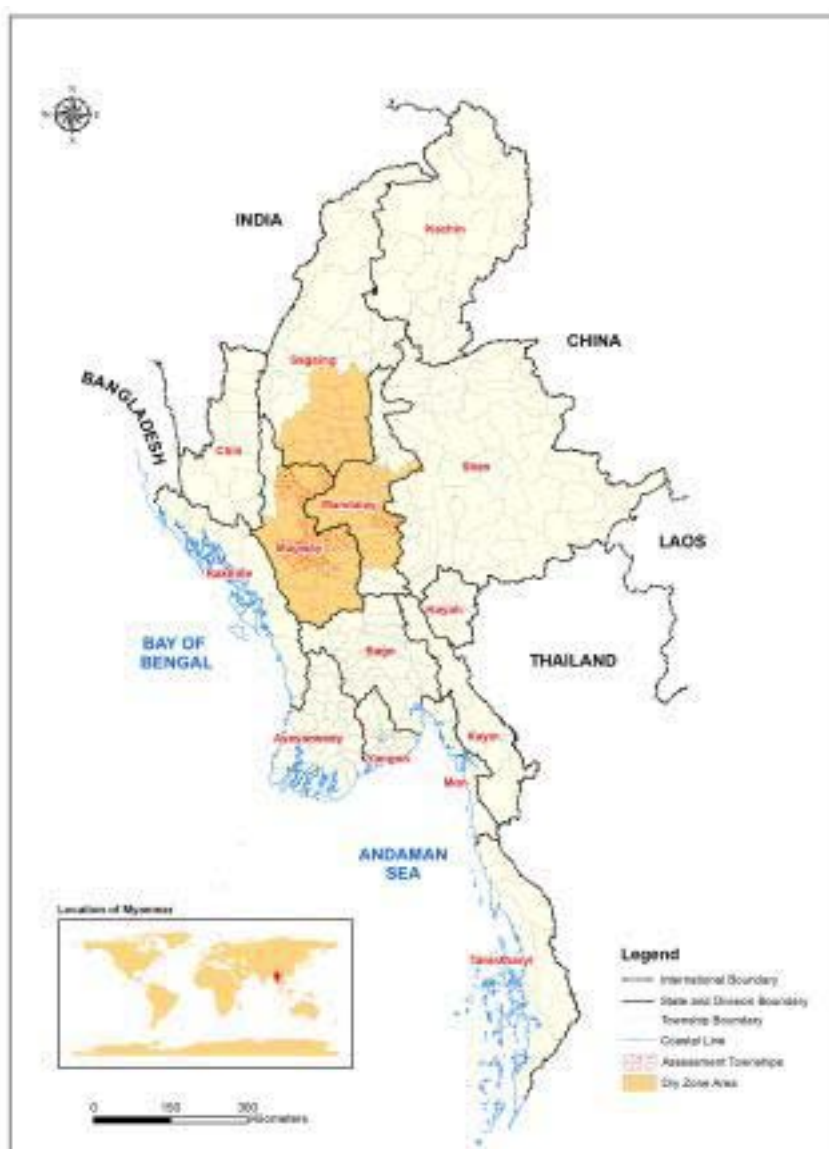 N
INDIA
Kachin
CHINA
Sagaing
BANGLADESH
Chin
Shan
Mandalay
LAOS
Magway
Rakhine
Kayah
BAY OF
BENGAL
THAILAND
Bago
Ayeyarwady
Yangon
Kayin
Mon
ANDAMAN
SEA
Location of Myanmar
Tanintharyi
Legend
International Boundary
State and Division Boundary
Township Boundary
Coastal Line
Assessment Townships
Dry Zone Area
0 150 300
Kilometers